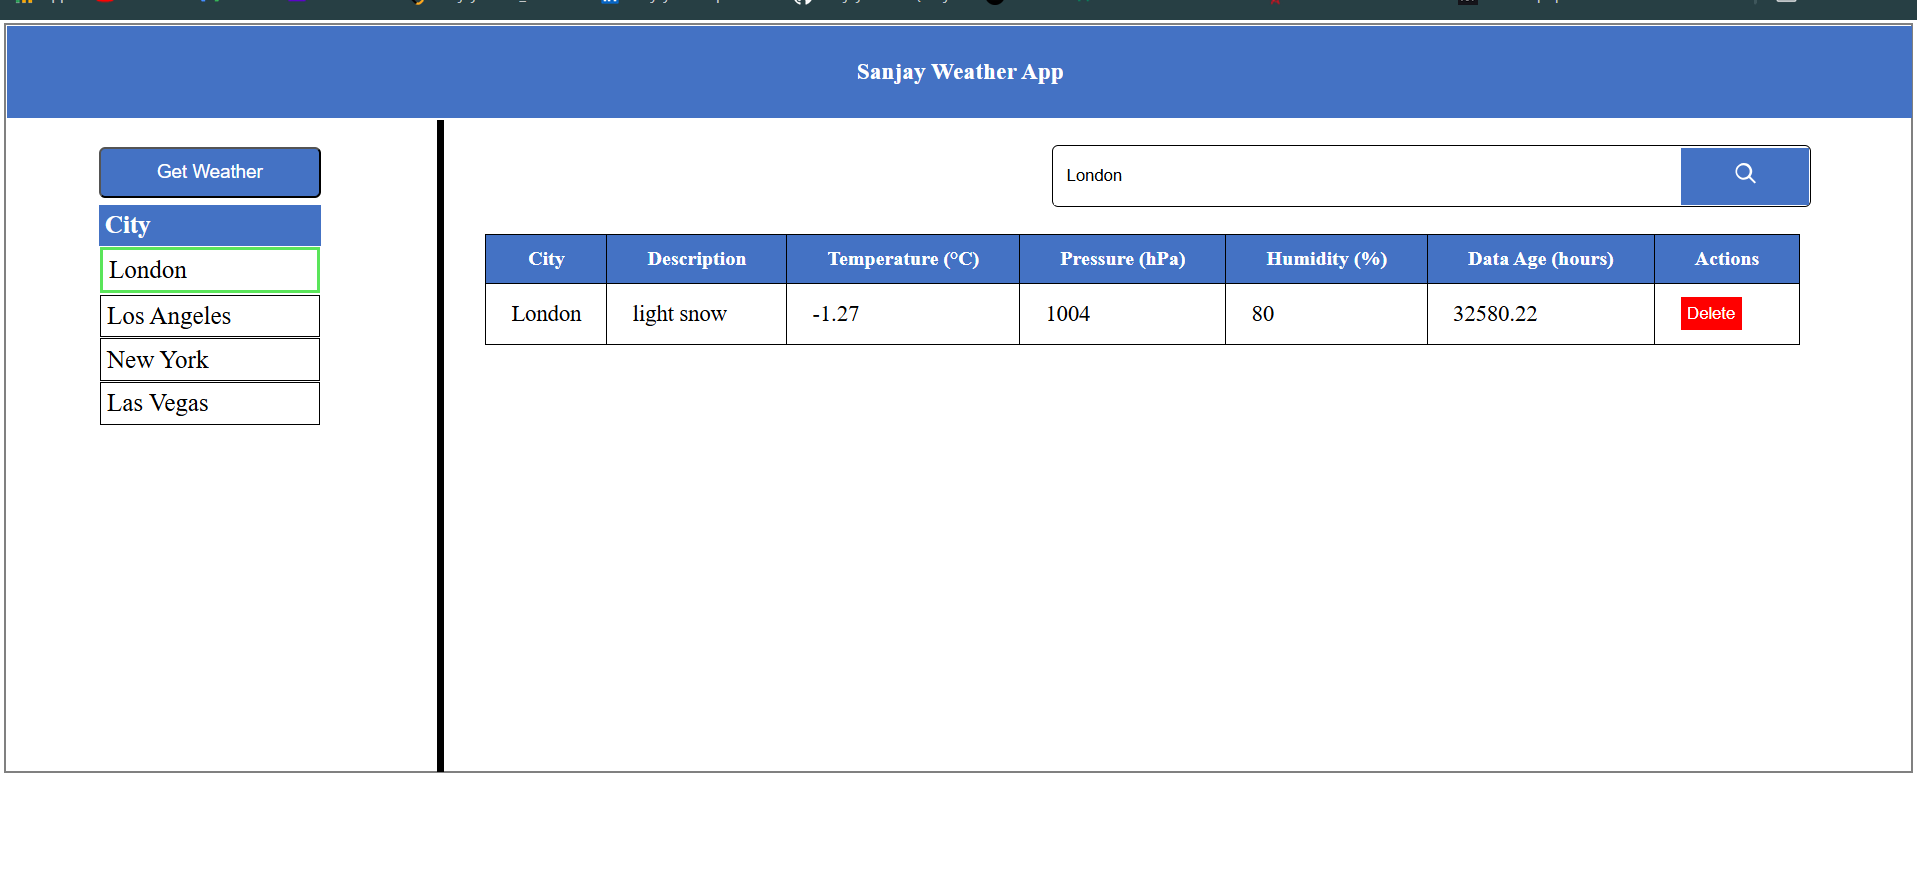 Sanjay Weather App
Get Weather
City
London
Los Angeles
New York
Las Vegas
London
City Description Temperature (°C) Pressure (hPa) Humidity (%) Data Age (hours) Actions
London light snow -1.27 1004 80 32580.22 Delete